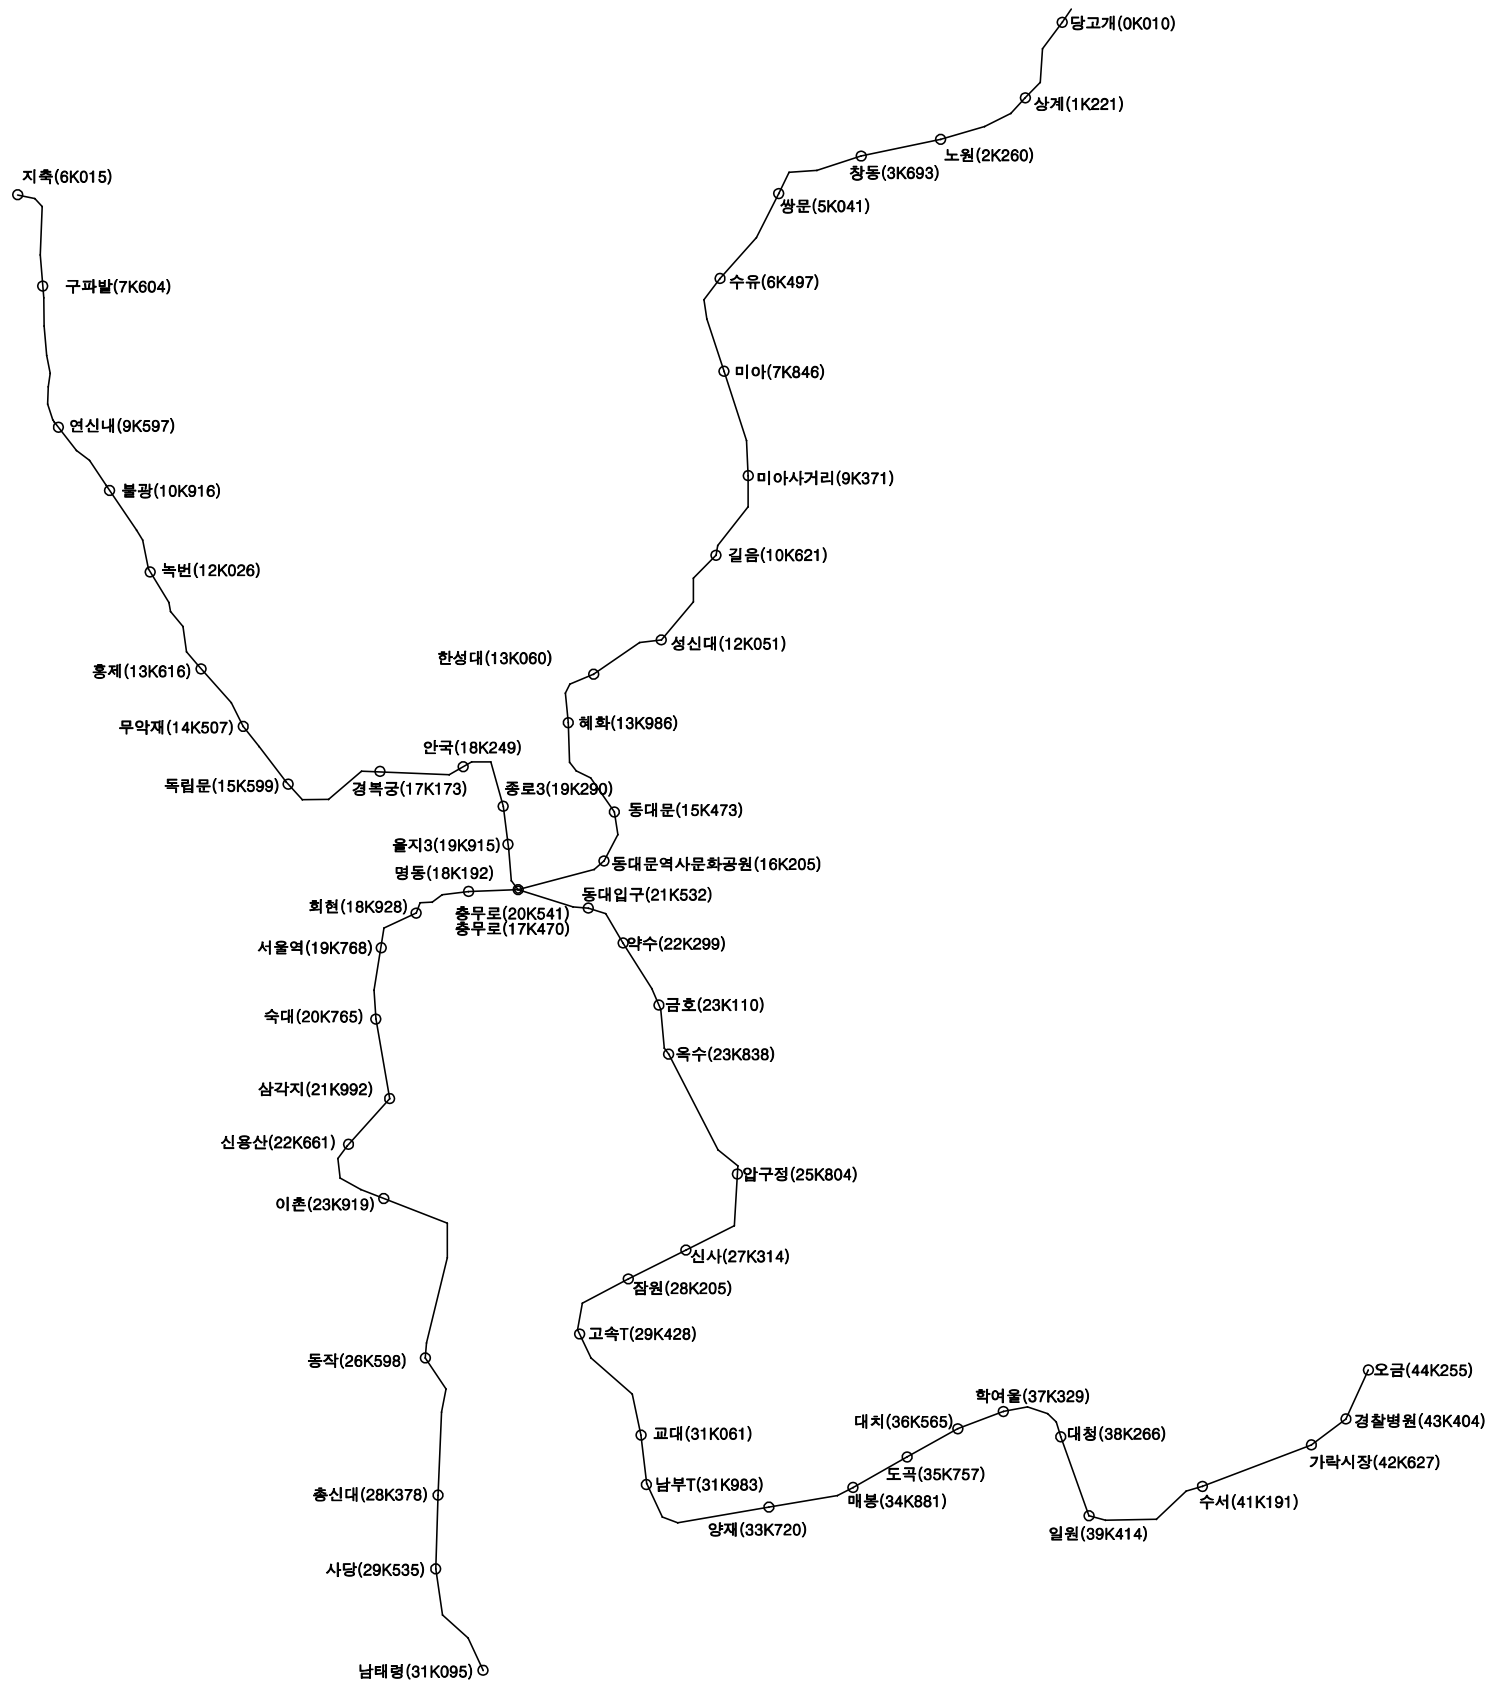 당고개(0K010)
상계(1K221)
노원(2K260)
창동(3K693)
지축(6K015)
쌍문(5K041)
수유(6K497)
구파발(7K604)
미아(7K846)
연신내(9K597)
미아사거리(9K371)
불광(10K916)
길음(10K621)
녹번(12K026)
성신대(12K051)
한성대(13K060)
홍제(13K616)
혜화(13K986)
무악재(14K507)
안국(18K249)
독립문(15K599)
경복궁(17K173)
종로3(19K290)
동대문(15K473)
을지3(19K915)
동대문역사문화공원(16K205)
명동(18K192)
동대입구(21K532)
회현(18K928)
충무로(20K541)
충무로(17K470)
서울역(19K768)
약수(22K299)
금호(23K110)
숙대(20K765)
옥수(23K838)
삼각지(21K992)
신용산(22K661)
압구정(25K804)
이촌(23K919)
신사(27K314)
잠원(28K205)
고속T(29K428)
동작(26K598)
오금(44K255)
학여울(37K329)
대치(36K565)
경찰병원(43K404)
교대(31K061)
대청(38K266)
가락시장(42K627)
도곡(35K757)
남부T(31K983)
총신대(28K378)
매봉(34K881)
수서(41K191)
양재(33K720)
일원(39K414)
사당(29K535)
남태령(31K095)